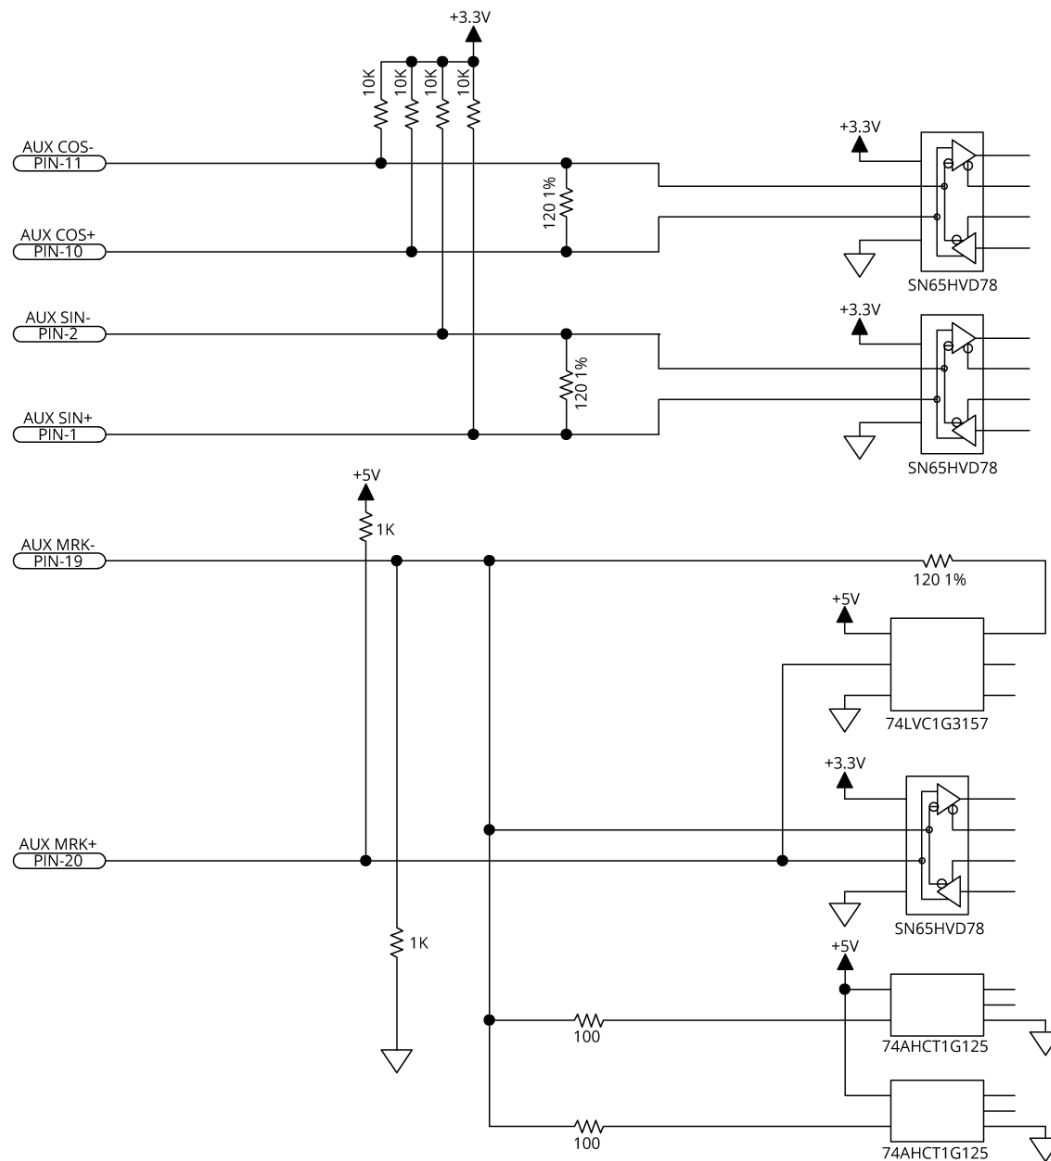 +3.3V
10K
10K
10K
10K
AUX COS-
PIN-11
+3.3V
120 1%
AUX COS+
PIN-10
SN65HVD78
AUX SIN-
PIN-2
+3.3V
120 1%
AUX SIN+
PIN-1
SN65HVD78
+5V
1K
AUX MRK-
PIN-19
120 1%
+5V
74LVC1G3157
+3.3V
AUX MRK+
PIN-20
SN65HVD78
1K
+5V
100
74AHCT1G125
100
74AHCT1G125